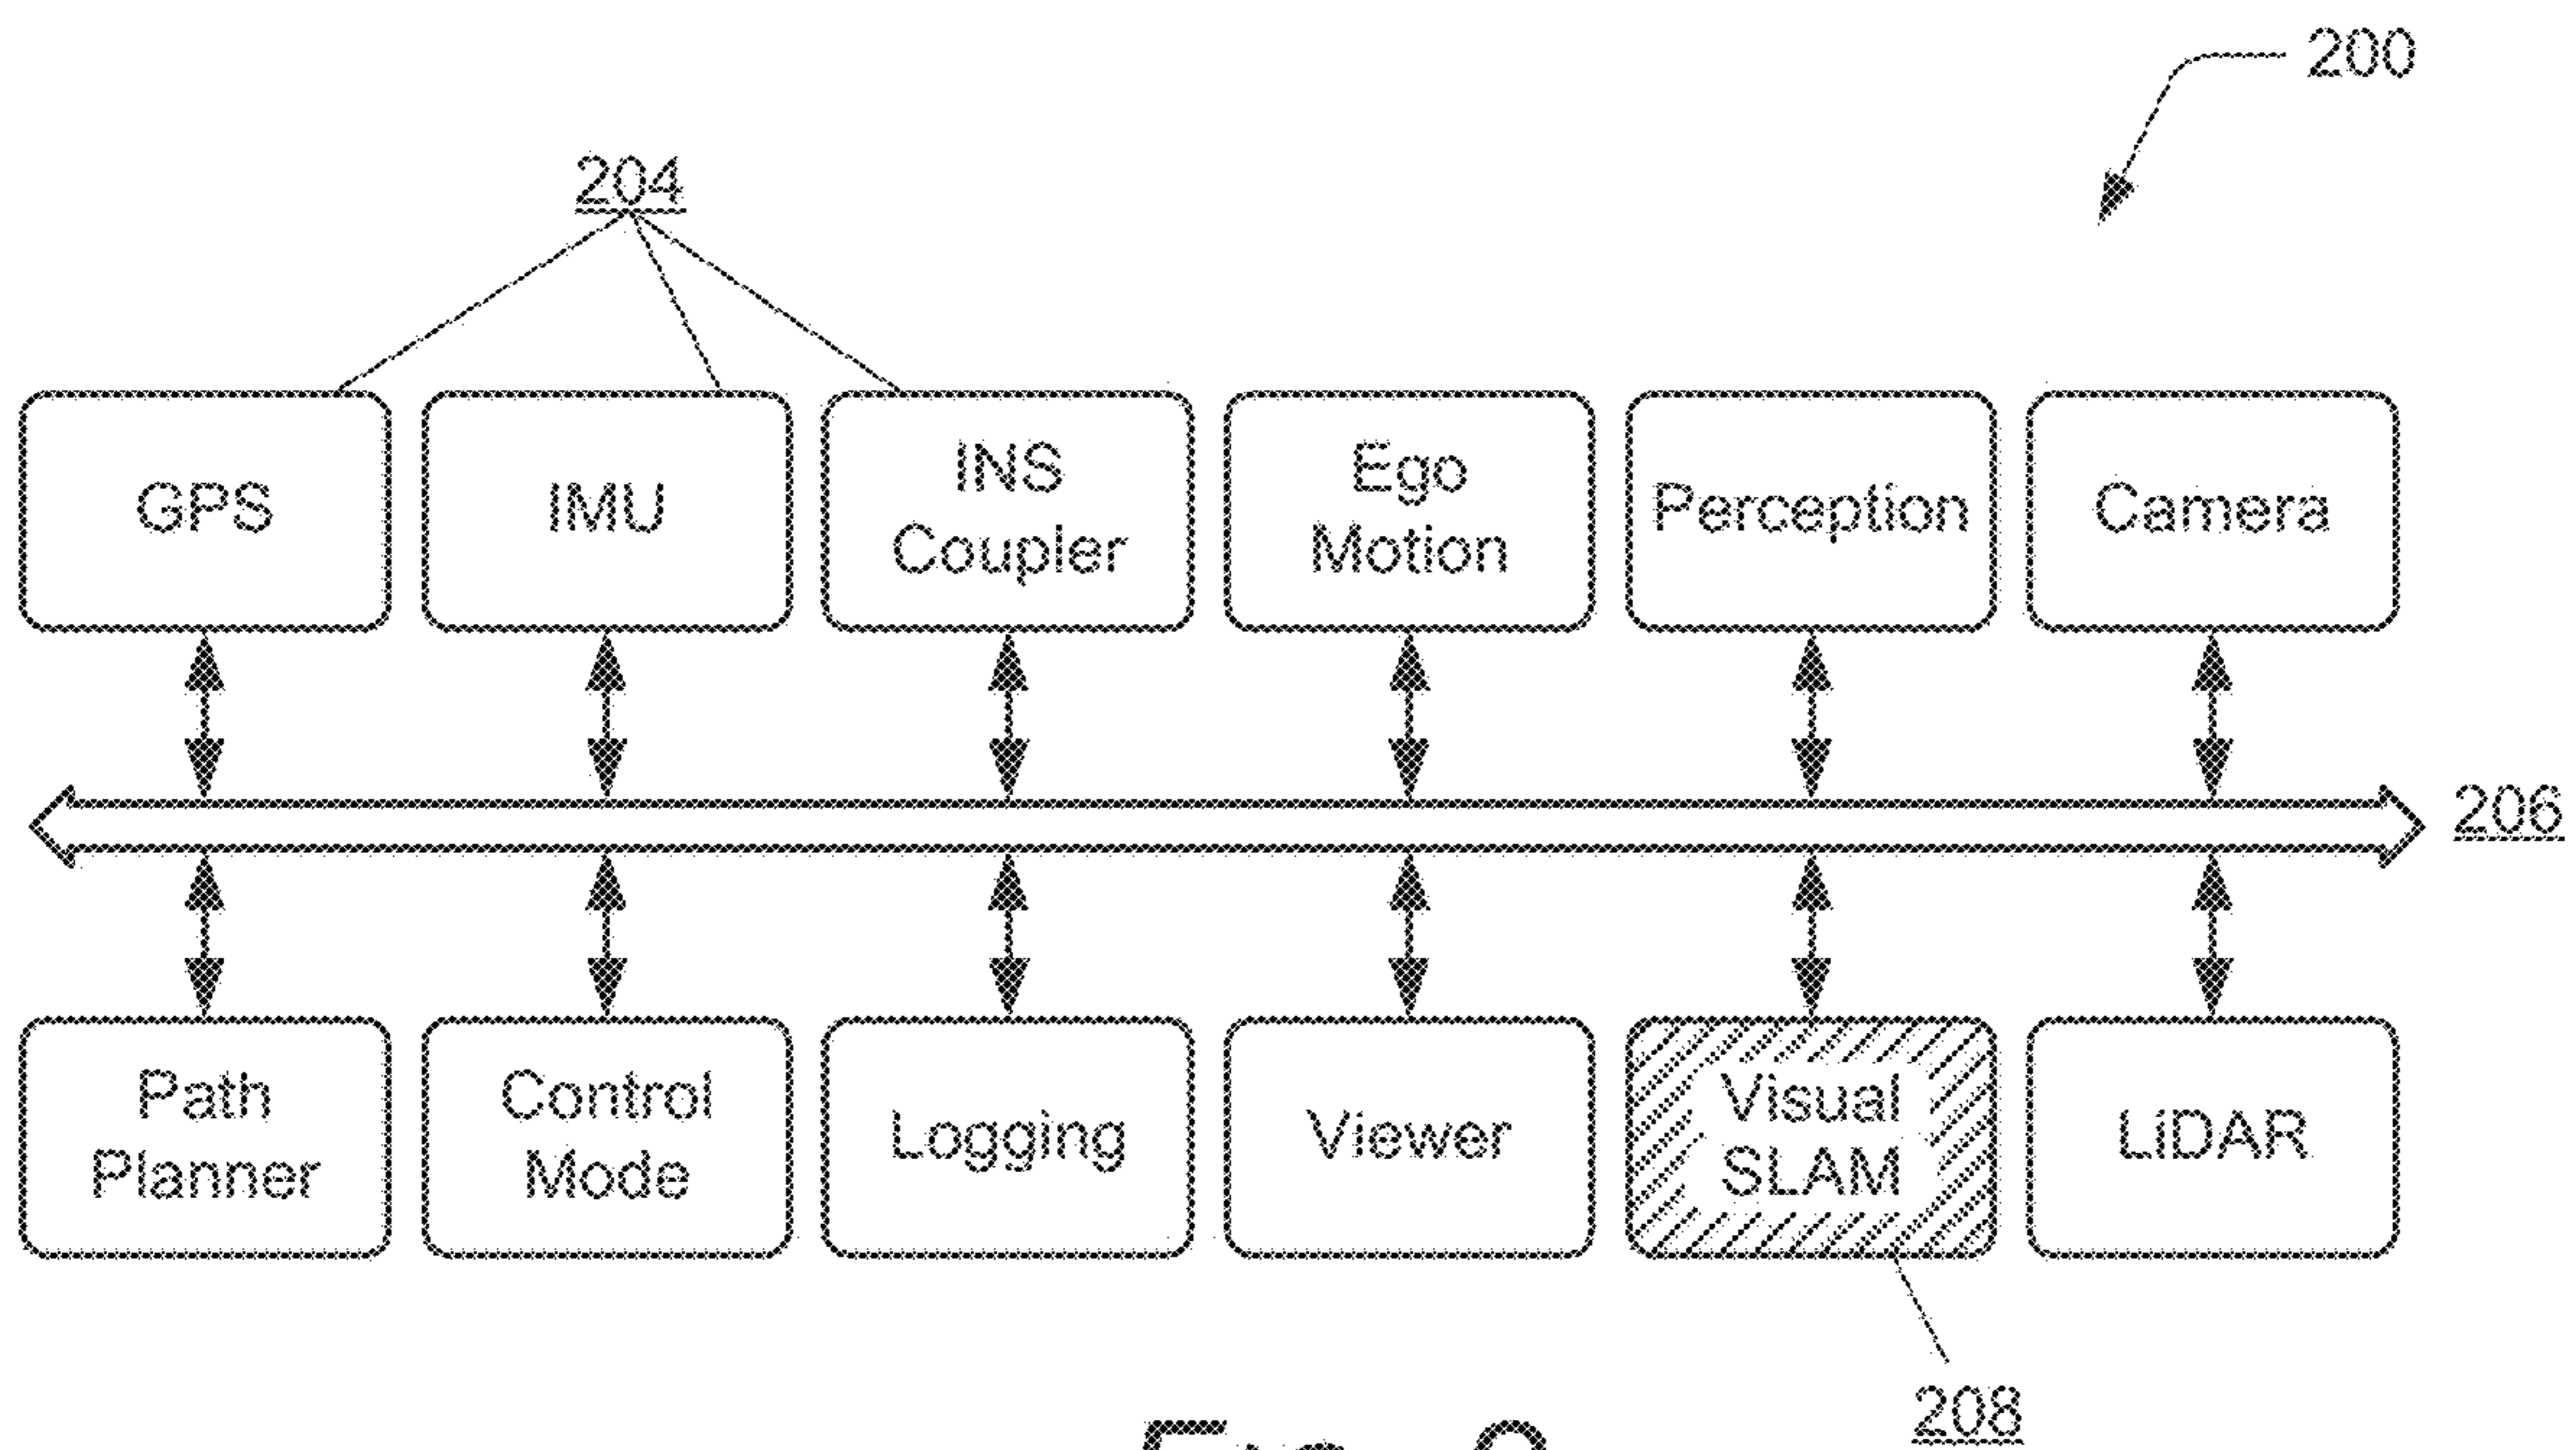 200
204
GPS
IMU
INS
Coupler
Ego
Motion
Perception
Camera
206
Path
Planner
Control
Mode
Logging
Viewer
Visual
SLAM
LiDAR
208